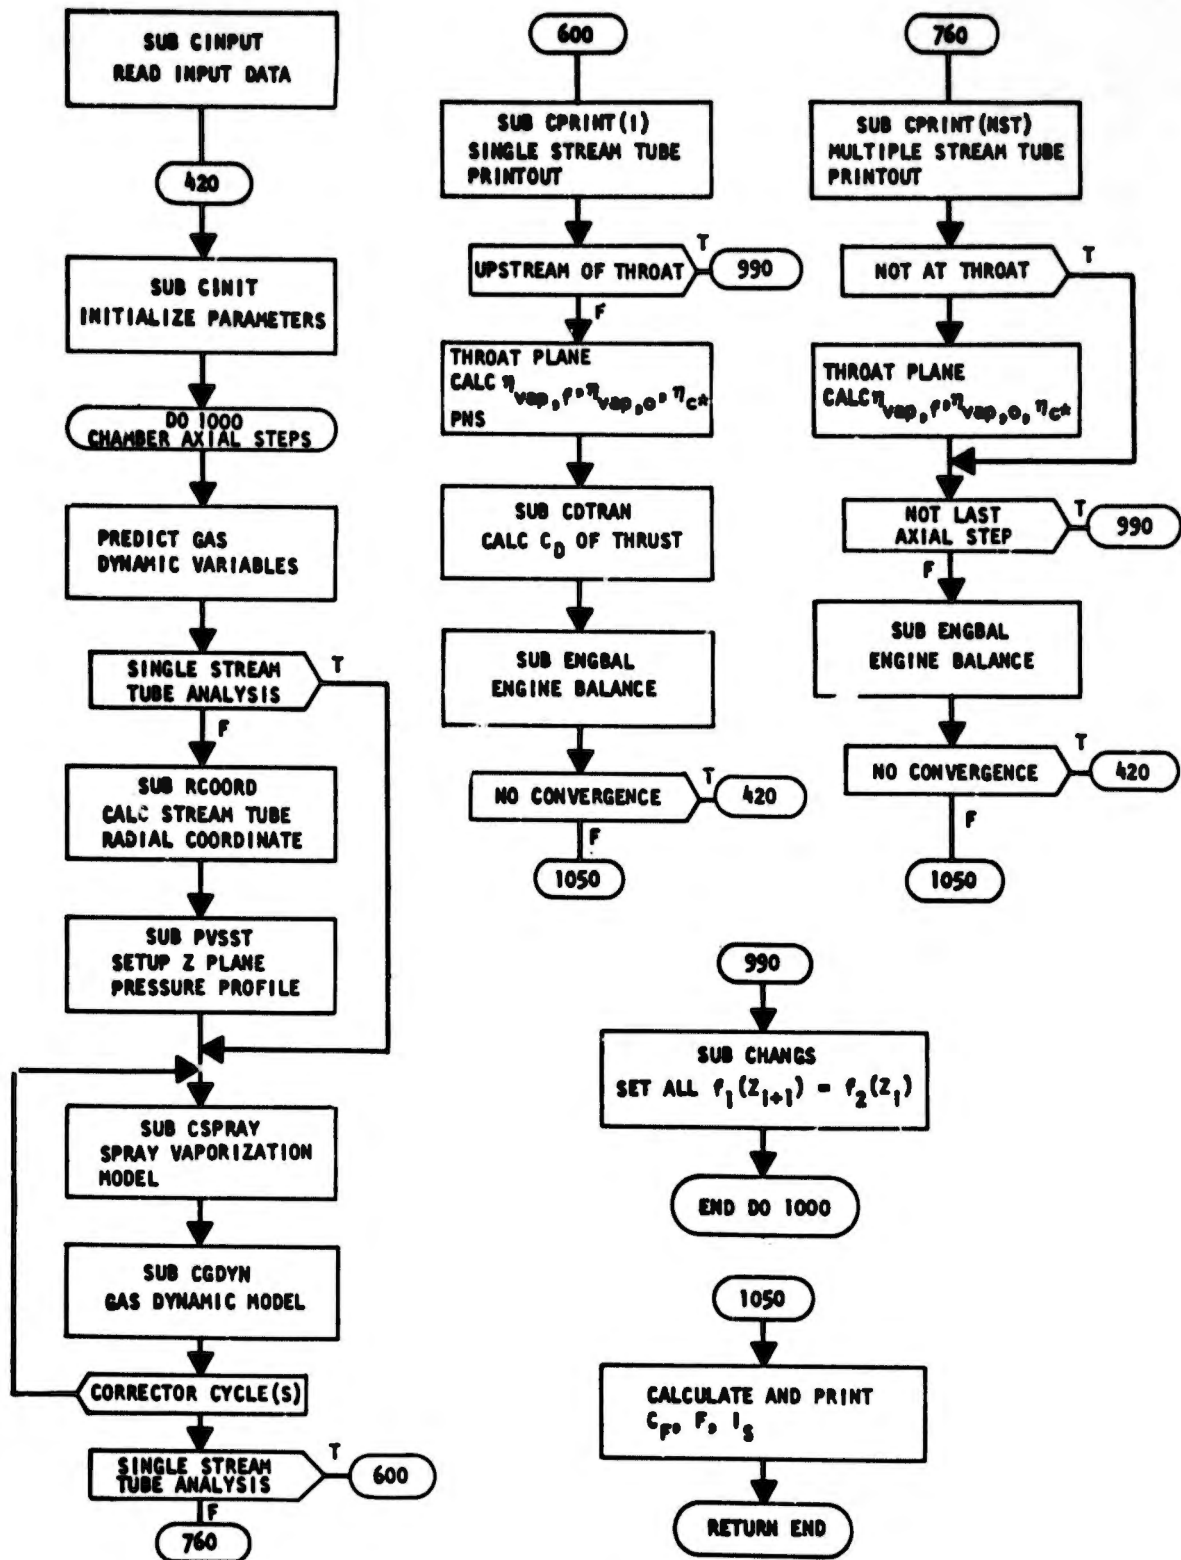 SUB CINPUT
READ INPUT DATA
420
SUB CINIT
INITIALIZE PARAMETERS
DO 1000
CHAMBER AXIAL STEPS
PREDICT GAS
DYNAMIC VARIABLES
SINGLE STREAM
TUBE ANALYSIS
T
F
SUB RCOORD
CALC STREAM TUBE
RADIAL COORDINATE
SUB PVSST
SETUP Z PLANE
PRESSURE PROFILE
SUB CSPRAY
SPRAY VAPORIZATION
MODEL
SUB CGDYN
GAS DYNAMIC MODEL
CORRECTOR CYCLE(S)
SINGLE STREAM
TUBE ANALYSIS
T
600
F
760
600
SUB CPRINT(1)
SINGLE STREAM TUBE
PRINTOUT
UPSTREAM OF THROAT
T
990
F
THROAT PLANE
CALC η_vap,f, η_vap,o, η_c*
PNS
SUB CDTRAN
CALC C_D OF THRUST
SUB ENGBAL
ENGINE BALANCE
NO CONVERGENCE
T
420
F
1050
760
SUB CPRINT(NST)
MULTIPLE STREAM TUBE
PRINTOUT
NOT AT THROAT
T
THROAT PLANE
CALC η_vap,f, η_vap,o, η_c*
NOT LAST
AXIAL STEP
T
990
F
SUB ENGBAL
ENGINE BALANCE
NO CONVERGENCE
T
420
F
1050
990
SUB CHANGS
SET ALL f_1(Z_i+1) = f_2(Z_i)
END DO 1000
1050
CALCULATE AND PRINT
C_F, F, I_S
RETURN END